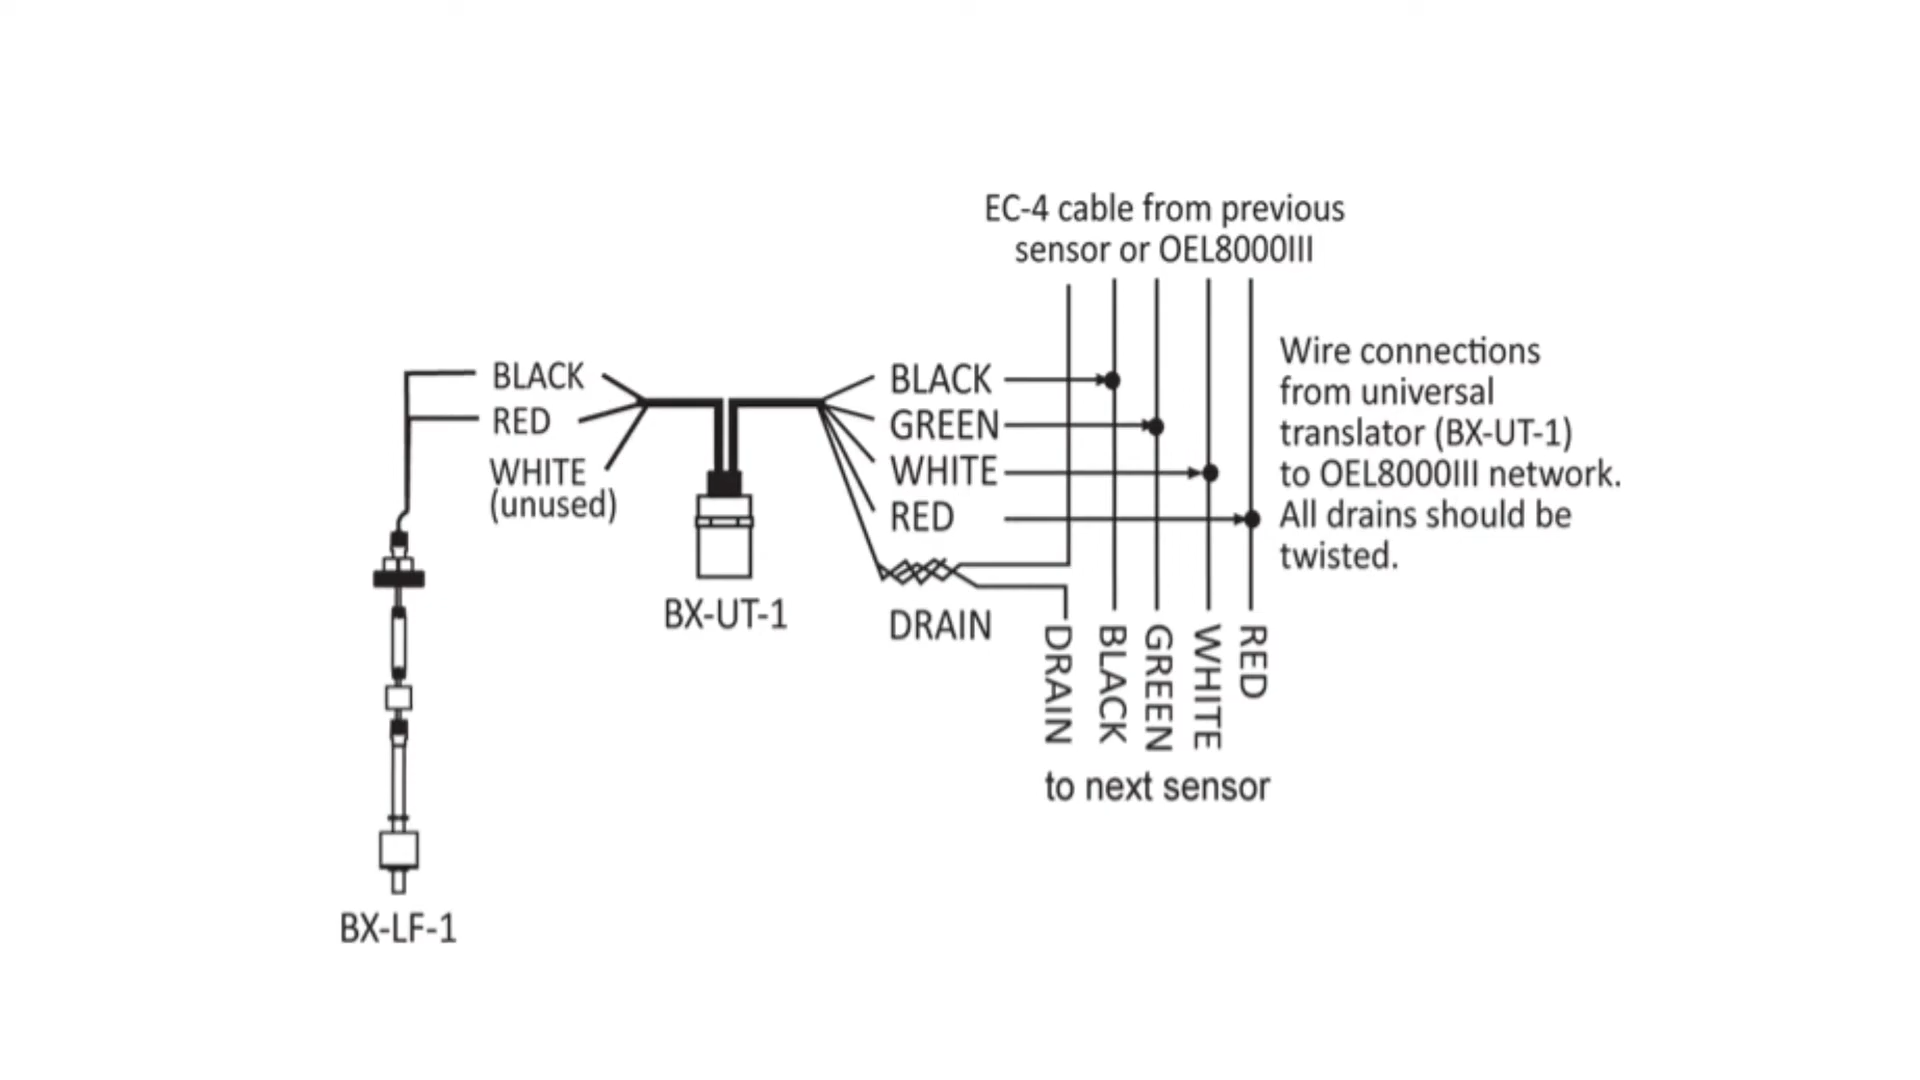 EC-4 cable from previous
sensor or OEL8000III
BLACK
RED
WHITE
(unused)
BX-UT-1
BX-LF-1
BLACK
GREEN
WHITE
RED
DRAIN
DRAIN
BLACK
GREEN
WHITE
RED
to next sensor
Wire connections
from universal
translator (BX-UT-1)
to OEL8000III network.
All drains should be
twisted.